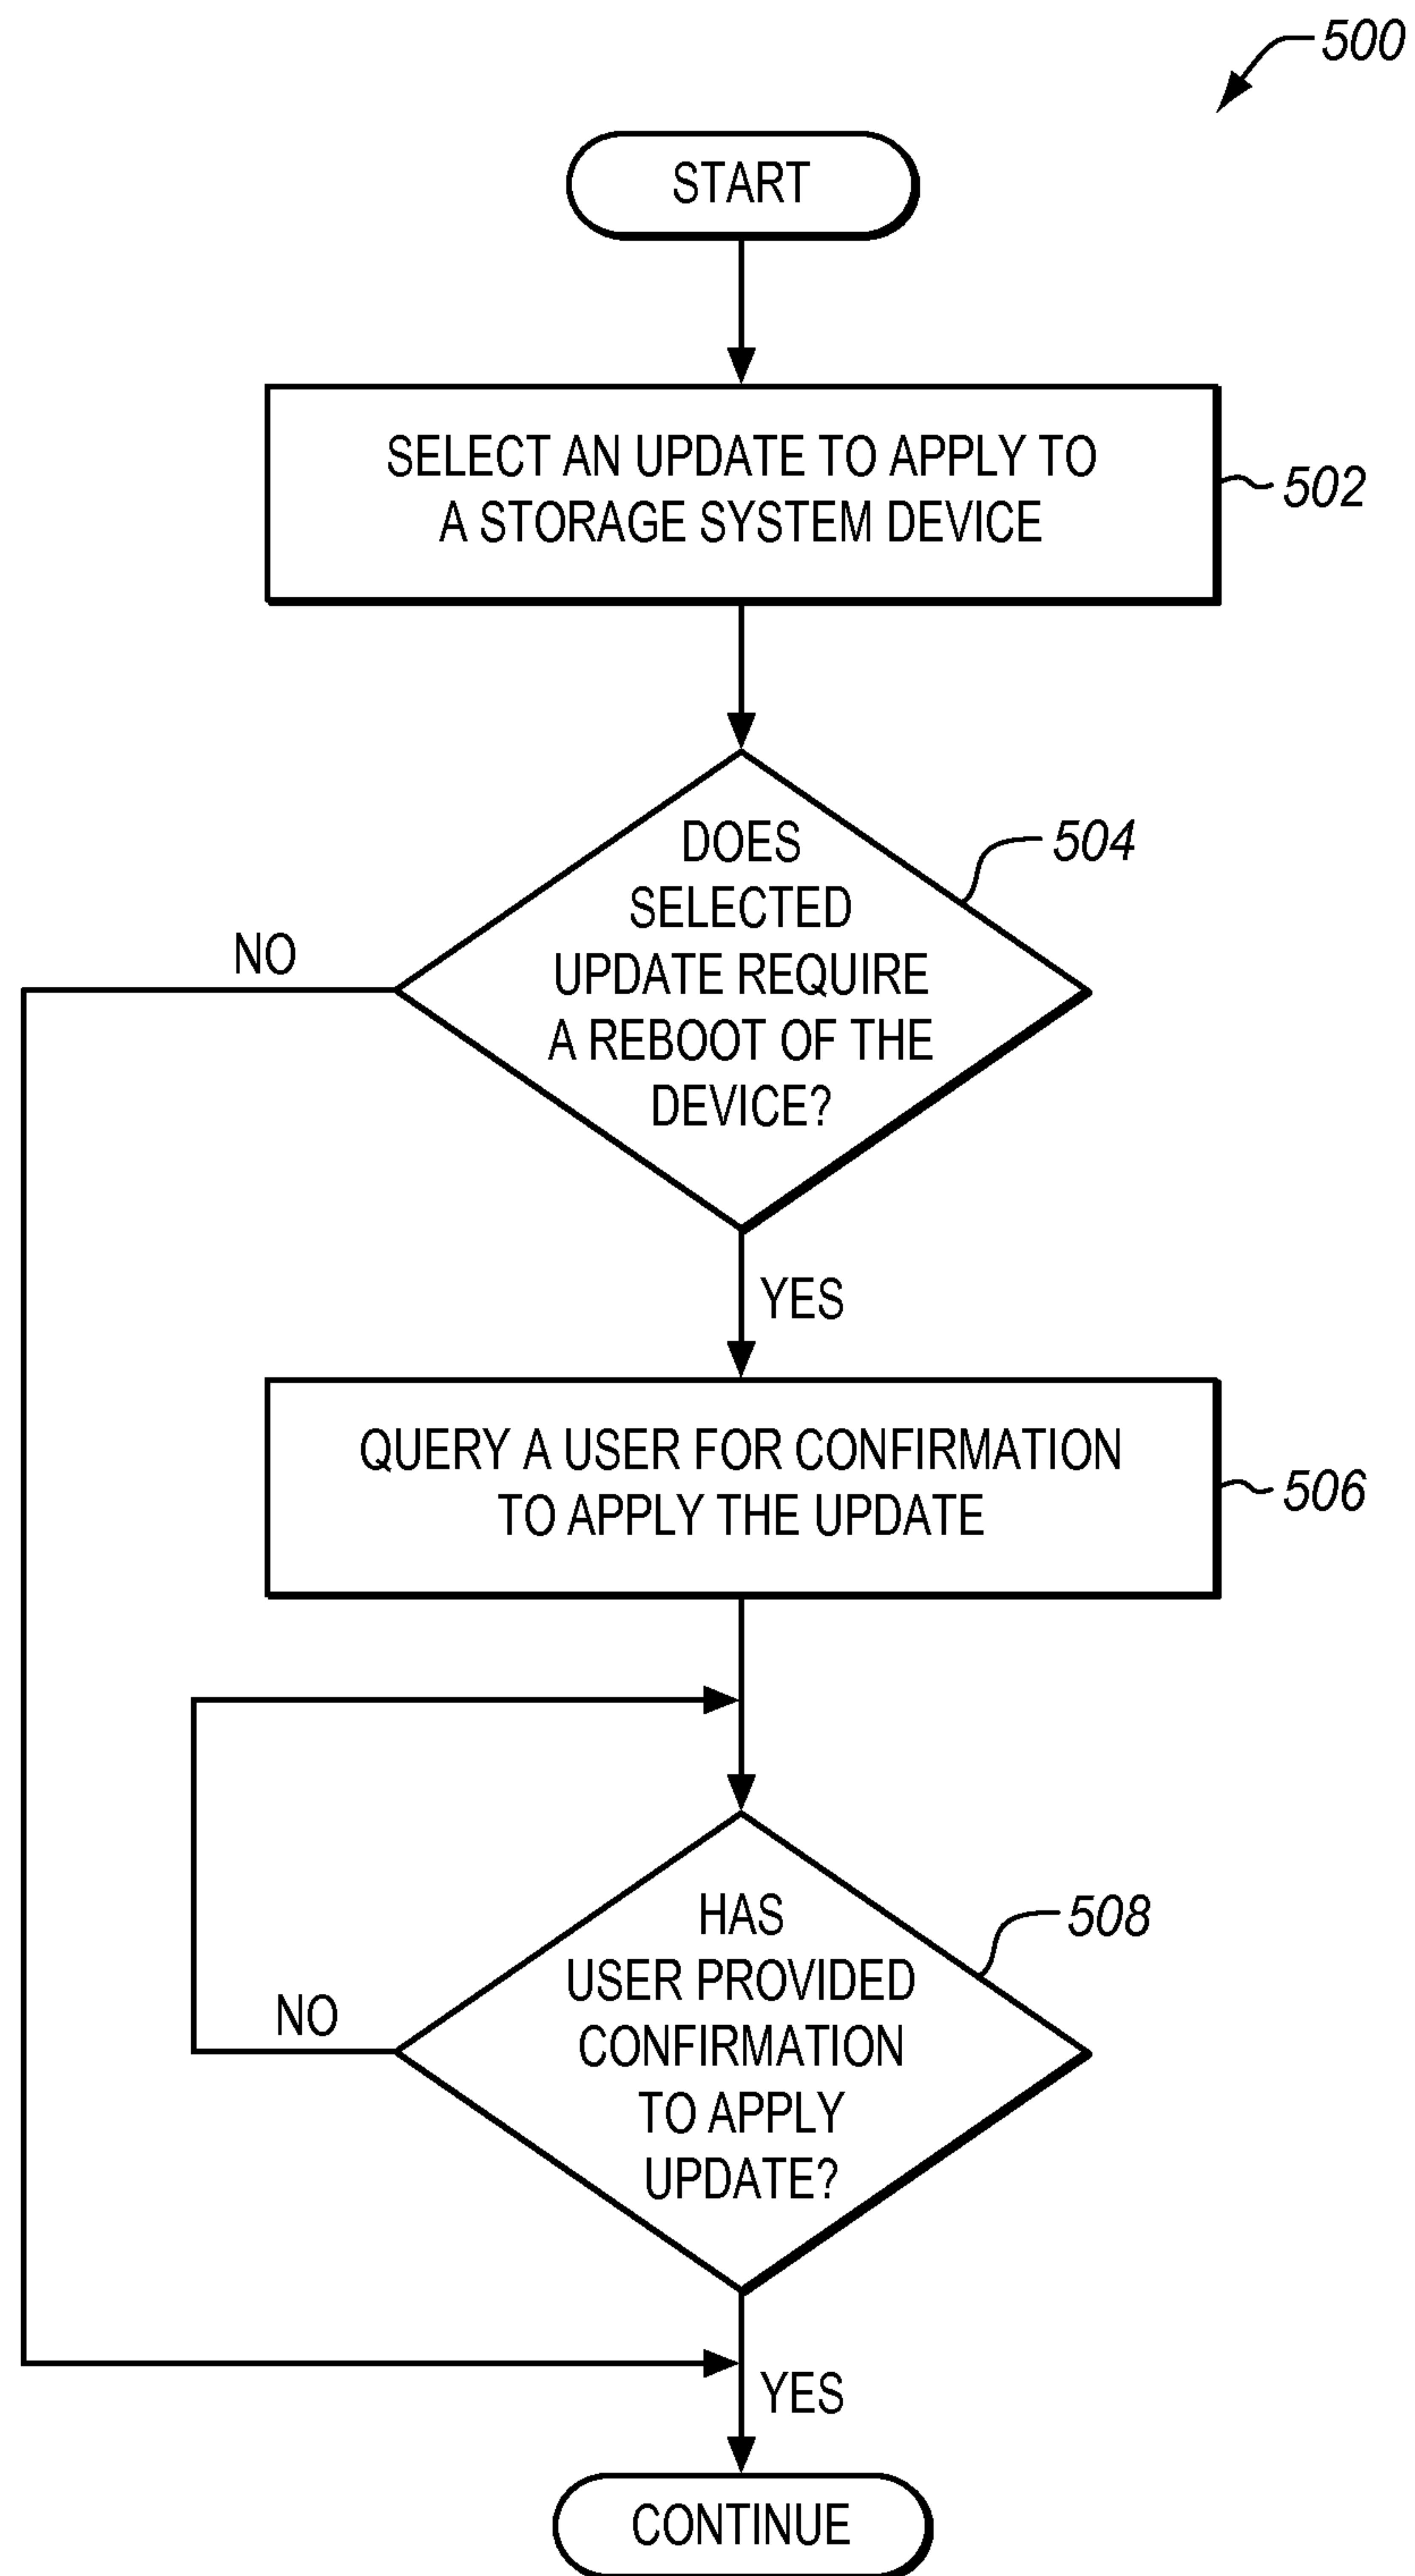 500
START
SELECT AN UPDATE TO APPLY TO
A STORAGE SYSTEM DEVICE
502
DOES
SELECTED
UPDATE REQUIRE
A REBOOT OF THE
DEVICE?
504
NO
YES
QUERY A USER FOR CONFIRMATION
TO APPLY THE UPDATE
506
HAS
USER PROVIDED
CONFIRMATION
TO APPLY
UPDATE?
508
NO
YES
CONTINUE